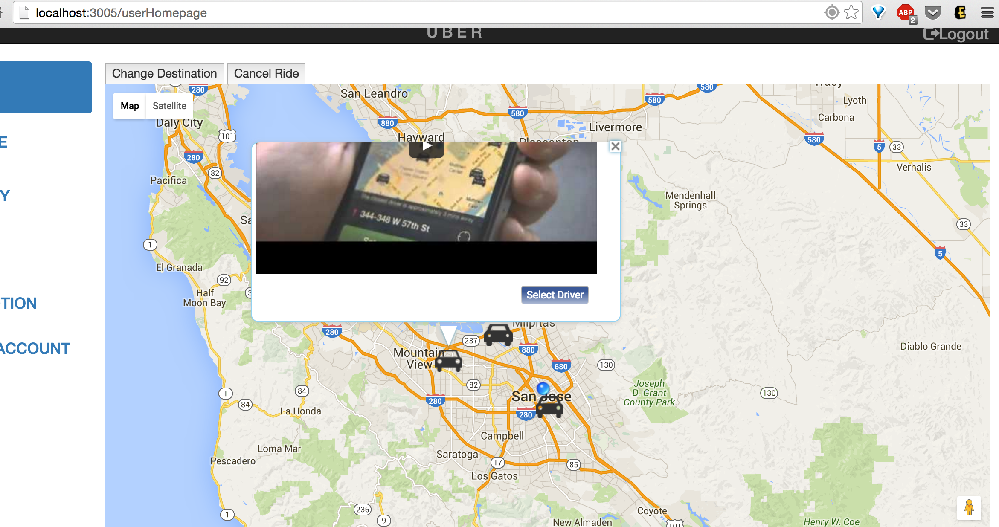 localhost:3005/userHomepage
ABP
2
E
UBER
Logout
Change Destination
Cancel Ride
Map
Satellite
E
Y
OTION
ACCOUNT
280
San Leandro
580
580
580
Lyoth
Carbona
Daly City
880
Livermore
101
Hayward
Pleasanton
580
5
33
280
82
Vernalis
Pacifica
Mendenhall
Springs
33
344-348 W 57th St
1
5
El Granada
92
Half
Moon Bay
Select Driver
Milpitas
280
237
880
Mountain
View
680
130
Diablo Grande
82
Joseph
D. Grant
County Park
1
84
84
San Jose
130
280
280
La Honda
Campbell
Loma Mar
Saratoga
Pescadero
17
85
Los Gatos
236
1
9
Coyote
New Almaden
101
Henry W. Coe